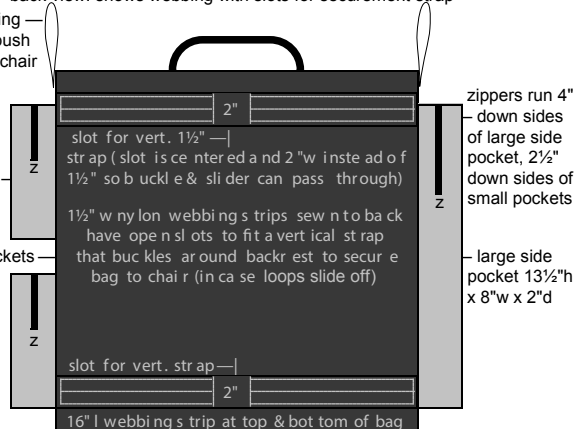 back view: shows webbing with slots for securement strap
ing
push
chair
2"
zippers run 4"
down sides
of large side
pocket, 2½"
down sides of
small pockets
slot for vert. 1½"
strap (slot is centered and 2"w instead of
1½" so buckle & slider can pass through)
z
z
1½" w nylon webbing strips sewn to back
have open slots to fit a vertical strap
that buckles around backrest to secure
bag to chair (in case loops slide off)
ckets
large side
pocket 13½"h
x 8"w x 2"d
z
slot for vert. strap
2"
16" l webbing strip at top & bottom of bag